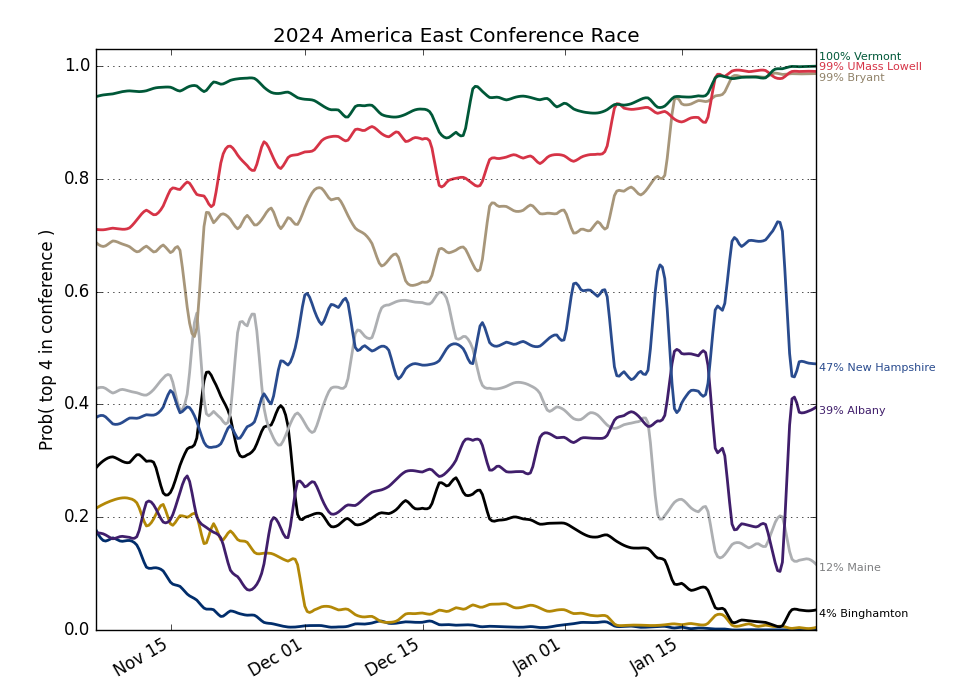 2024 America East Conference Race
Prob( top 4 in conference )
1.0
0.8
0.6
0.4
0.2
0.0
Nov 15
Dec 01
Dec 15
Jan 01
Jan 15
100% Vermont
99% UMass Lowell
99% Bryant
47% New Hampshire
39% Albany
12% Maine
4% Binghamton